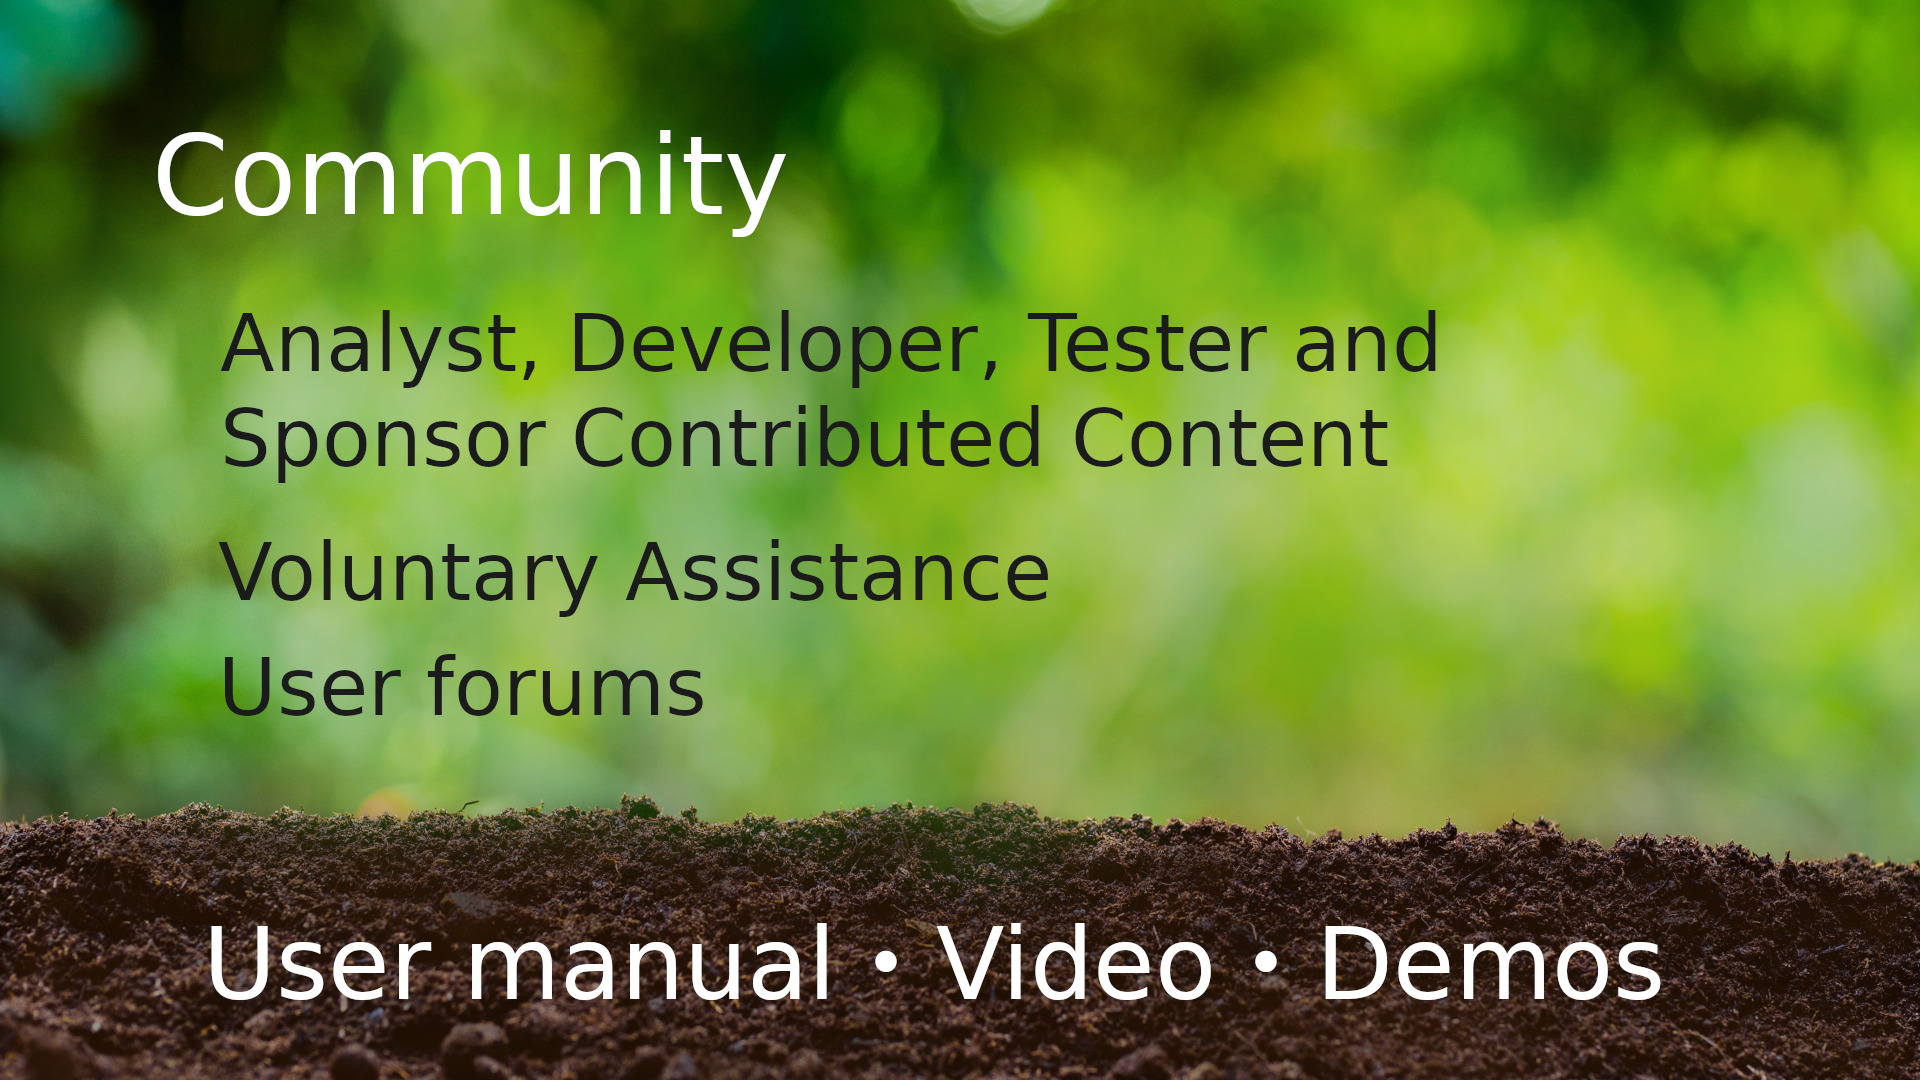 Community
Analyst, Developer, Tester and
Sponsor Contributed Content
Voluntary Assistance
User forums
User manual • Video • Demos